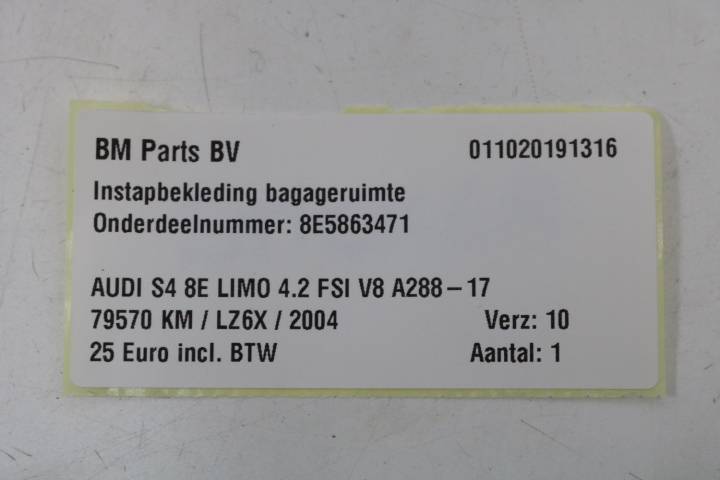 BM Parts BV 011020191316
Instapbekleding bagageruimte
Onderdeelnummer: 8E5863471
AUDI S4 8E LIMO 4.2 FSI V8 A288-17
79570 KM / LZ6X / 2004 Verz: 10
25 Euro incl. BTW Aantal: 1